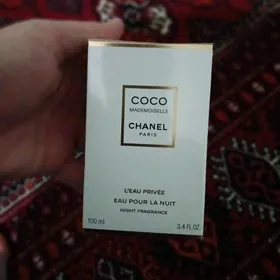 COCO
MADEMOISELLE
CHANEL
PARIS
L'EAU PRIVÉE
EAU POUR LA NUIT
NIGHT FRAGRANCE
100 ml
3.4 FL. OZ.